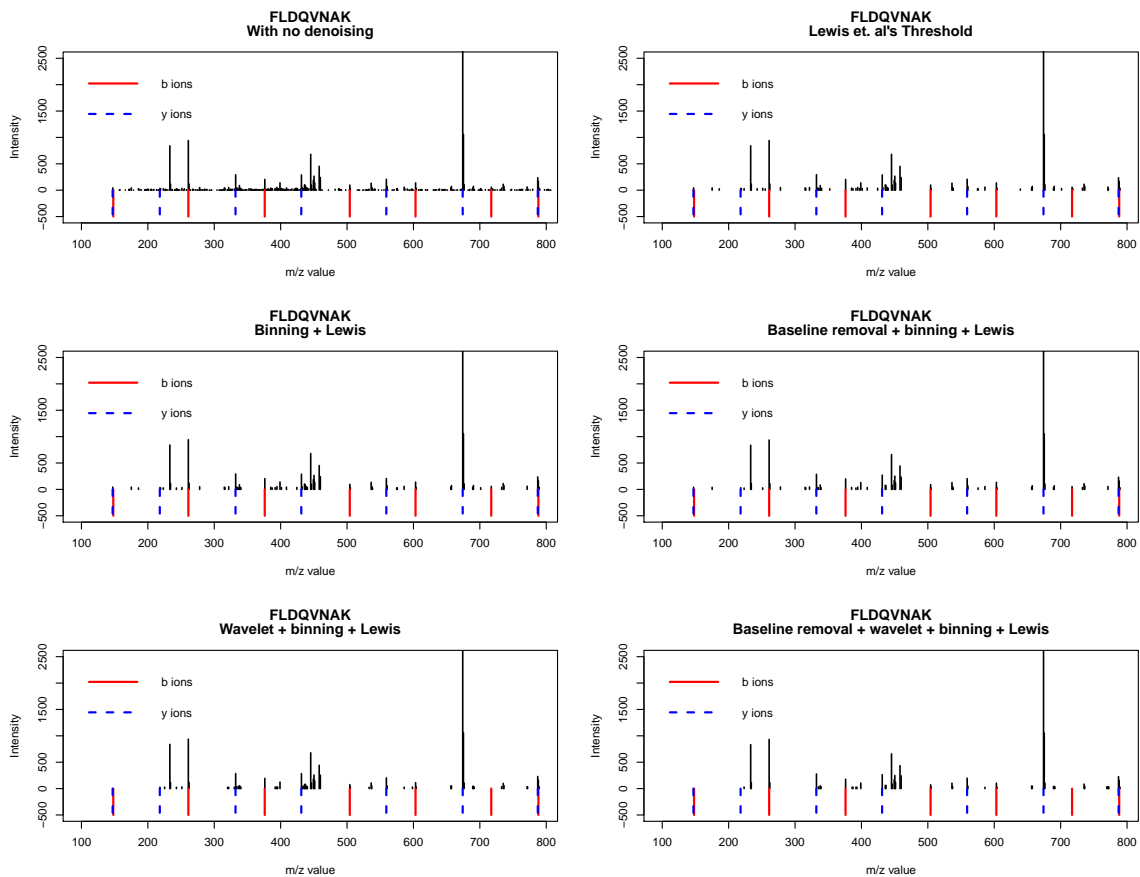 FLDQVNAK
With no denoising
Intensity
2500
1500
500
0
−500
b ions
y ions
100 200 300 400 500 600 700 800
m/z value
FLDQVNAK
Lewis et. al's Threshold
Intensity
2500
1500
500
0
−500
b ions
y ions
100 200 300 400 500 600 700 800
m/z value
FLDQVNAK
Binning + Lewis
Intensity
2500
1500
500
0
−500
b ions
y ions
100 200 300 400 500 600 700 800
m/z value
FLDQVNAK
Baseline removal + binning + Lewis
Intensity
2500
1500
500
0
−500
b ions
y ions
100 200 300 400 500 600 700 800
m/z value
FLDQVNAK
Wavelet + binning + Lewis
Intensity
2500
1500
500
0
−500
b ions
y ions
100 200 300 400 500 600 700 800
m/z value
FLDQVNAK
Baseline removal + wavelet + binning + Lewis
Intensity
2500
1500
500
0
−500
b ions
y ions
100 200 300 400 500 600 700 800
m/z value